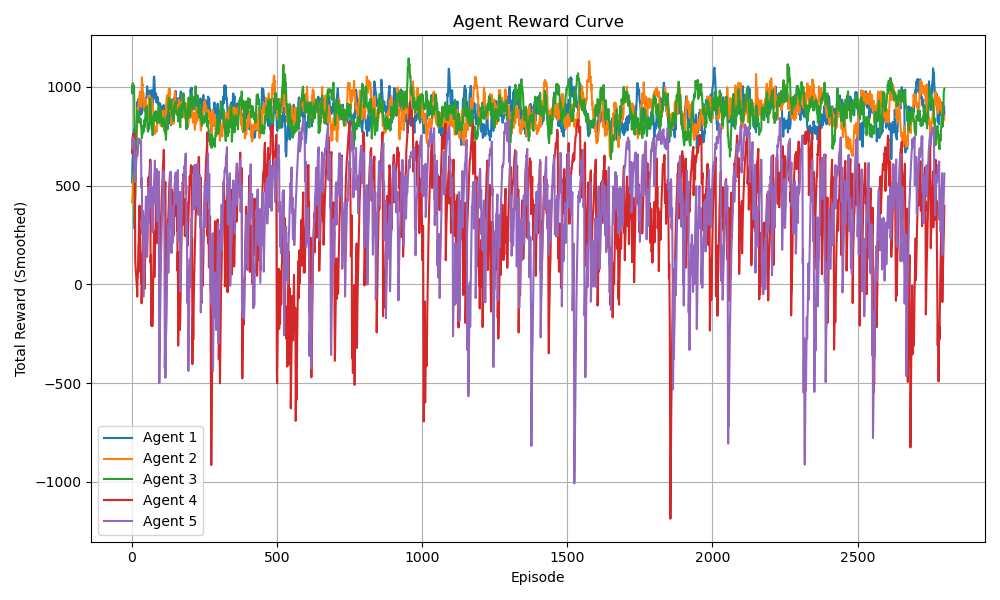 Agent Reward Curve
Total Reward (Smoothed)
1000
500
0
−500
−1000
Agent 1
Agent 2
Agent 3
Agent 4
Agent 5
0 500 1000 1500 2000 2500
Episode